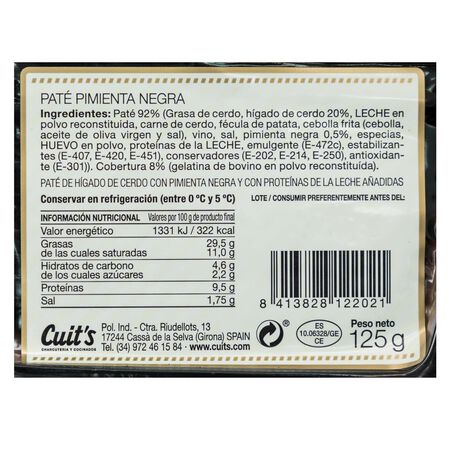 PATÉ PIMIENTA NEGRA
Ingredientes: Paté 92% (Grasa de cerdo, hígado de cerdo 20%, LECHE en
polvo reconstituida, carne de cerdo, fécula de patata, cebolla frita (cebolla,
aceite de oliva virgen extra), vino, sal, pimienta negra 0,5%, especias,
HUEVO en polvo, proteínas de la LECHE, emulgente (E-472c), estabilizan-
tes (E-407, E-420, E-451), conservadores (E-202, E-214, E-250), antioxidan-
te (E-301)). Cobertura 8% (gelatina de bovino en polvo reconstituida).
PATÉ DE HÍGADO DE CERDO CON PIMIENTA NEGRA Y CON PROTEÍNAS DE LA LECHE AÑADIDAS
Conservar en refrigeración (entre 0 ºC y 5 ºC)
LOTE / CONSUMIR PREFERENTEMENTE ANTES DEL:
INFORMACIÓN NUTRICIONAL Valores por 100 g de producto final
Valor energético 1331 kJ / 322 kcal
Grasas 29,5 g
de las cuales saturadas 11,0 g
Hidratos de carbono 4,6 g
de los cuales azúcares 2,2 g
Proteínas 9,5 g
Sal 1,75 g
8 413828 122021
Cuit's
CHARCUTERIA Y COCINADOS
Pol. Ind. - Ctra. Riudellots, 13
17244 Cassà de la Selva (Girona) SPAIN
Tel. (34) 972 46 15 84 · www.cuits.com
ES
10.06328/GE
CE
Peso neto
125g